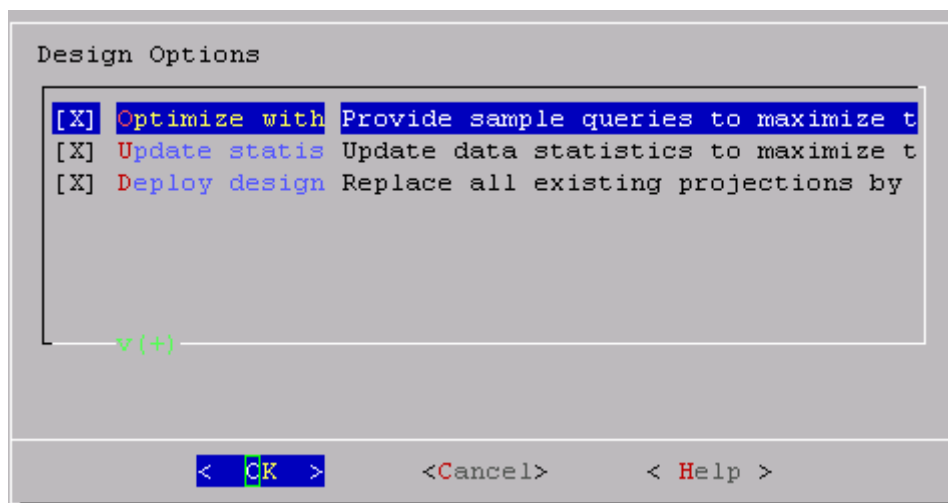 Design Options
[X] Optimize with Provide sample queries to maximize t
[X] Update statis Update data statistics to maximize t
[X] Deploy design Replace all existing projections by
v(+)
< OK > <Cancel> < Help >